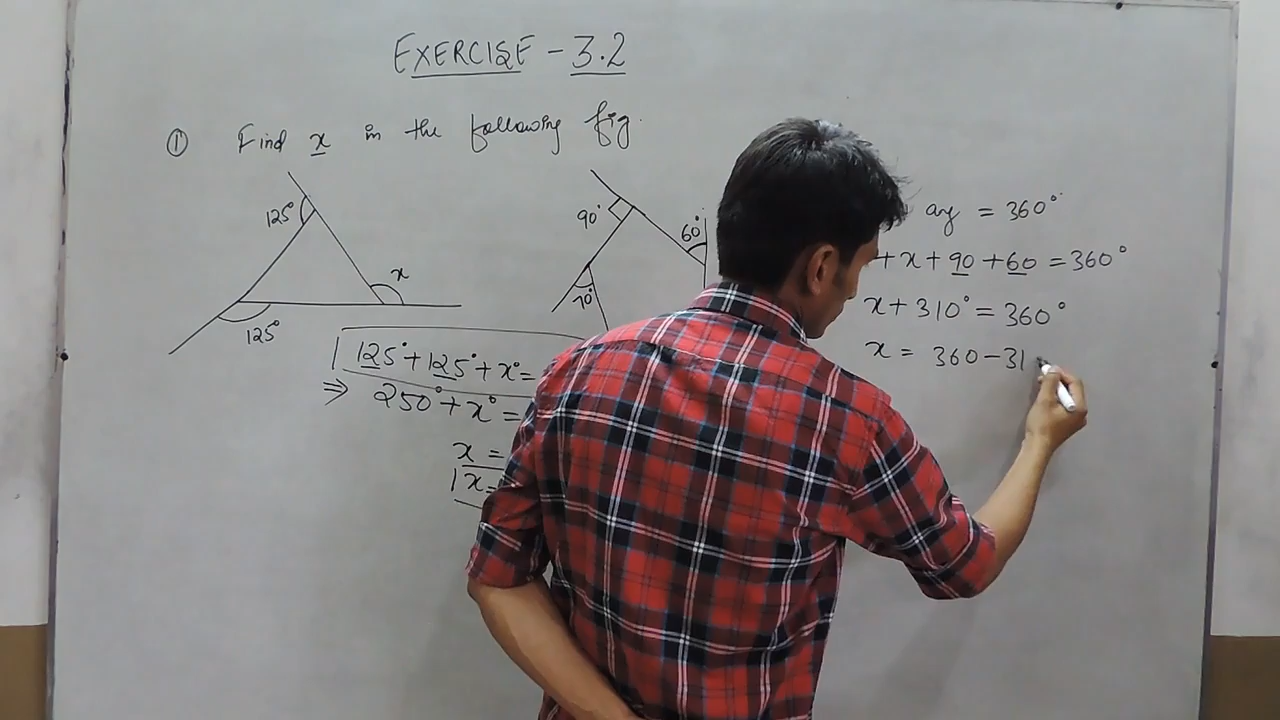 EXERCISE - 3.2
① Find x in the following fig.
125°
x
125°
90°
60°
70°
125° + 125° + x° =
⇒ 250° + x° =
x =
x =
= 360°
+ x + 90 + 60 = 360°
x + 310° = 360°
x = 360 - 31